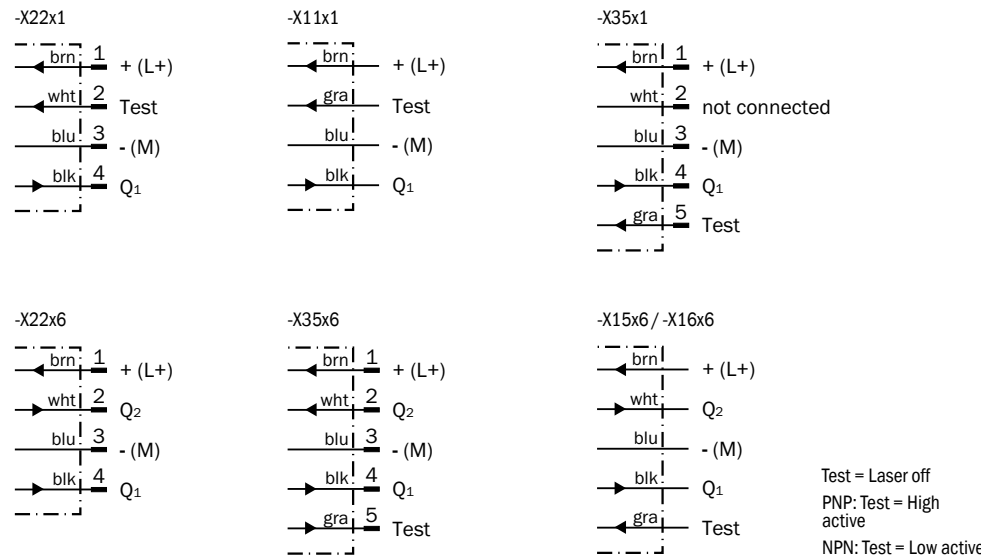 -X22x1
brn 1 + (L+)
wht 2 Test
blu 3 - (M)
blk 4 Q1
-X11x1
brn + (L+)
gra Test
blu - (M)
blk Q1
-X35x1
brn 1 + (L+)
wht 2 not connected
blu 3 - (M)
blk 4 Q1
gra 5 Test
-X22x6
brn 1 + (L+)
wht 2 Q2
blu 3 - (M)
blk 4 Q1
-X35x6
brn 1 + (L+)
wht 2 Q2
blu 3 - (M)
blk 4 Q1
gra 5 Test
-X15x6 / -X16x6
brn + (L+)
wht Q2
blu - (M)
blk Q1
gra Test
Test = Laser off
PNP: Test = High
active
NPN: Test = Low active